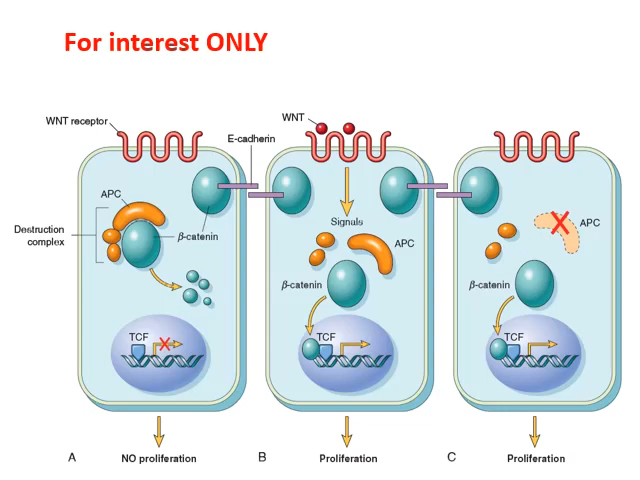 For interest ONLY
WNT receptor
WNT
E-cadherin
APC
Destruction
complex
β-catenin
TCF
A
NO proliferation
Signals
APC
β-catenin
TCF
B
Proliferation
APC
β-catenin
TCF
C
Proliferation